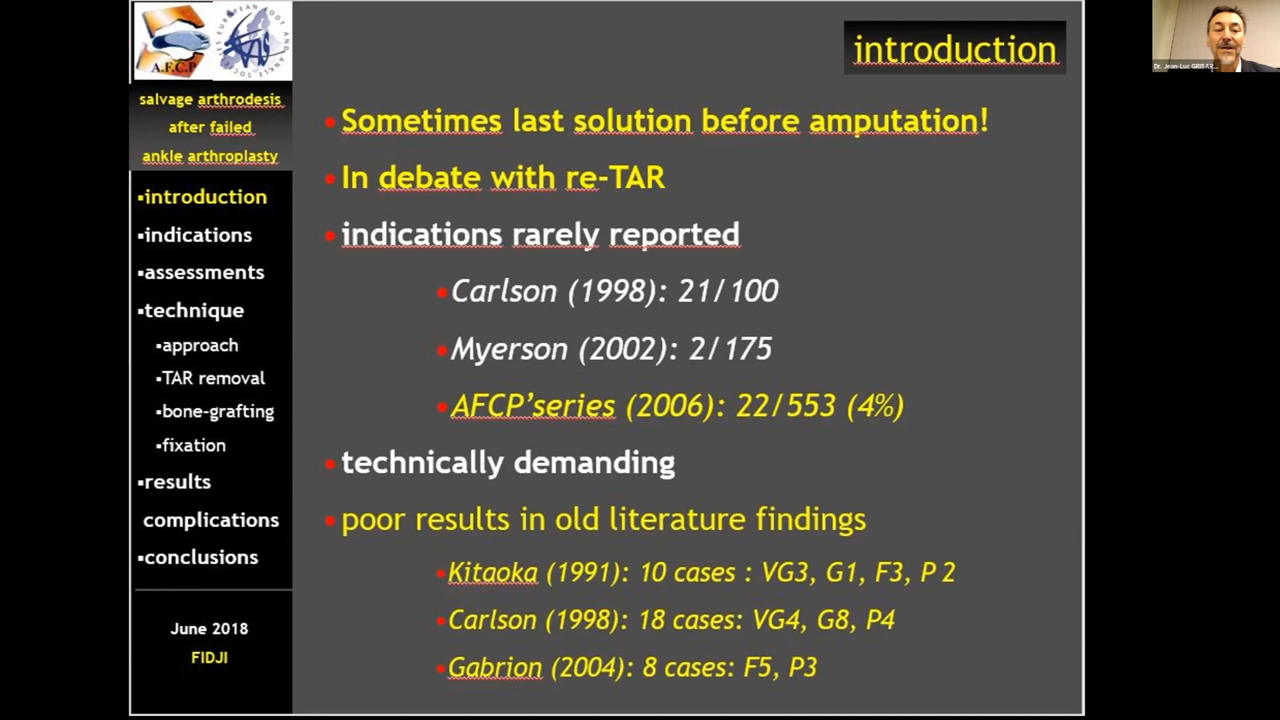 A.F.C.P
introduction
Dr. Jean-Luc GRISAR...
salvage arthrodesis
after failed
ankle arthroplasty
▪introduction
▪indications
▪assessments
▪technique
▪approach
▪TAR removal
▪bone-grafting
▪fixation
▪results
complications
▪conclusions
June 2018
FIDJI
•Sometimes last solution before amputation!
•In debate with re-TAR
•indications rarely reported
•Carlson (1998): 21/100
•Myerson (2002): 2/175
•AFCP’series (2006): 22/553 (4%)
•technically demanding
•poor results in old literature findings
•Kitaoka (1991): 10 cases : VG3, G1, F3, P 2
•Carlson (1998): 18 cases: VG4, G8, P4
•Gabrion (2004): 8 cases: F5, P3